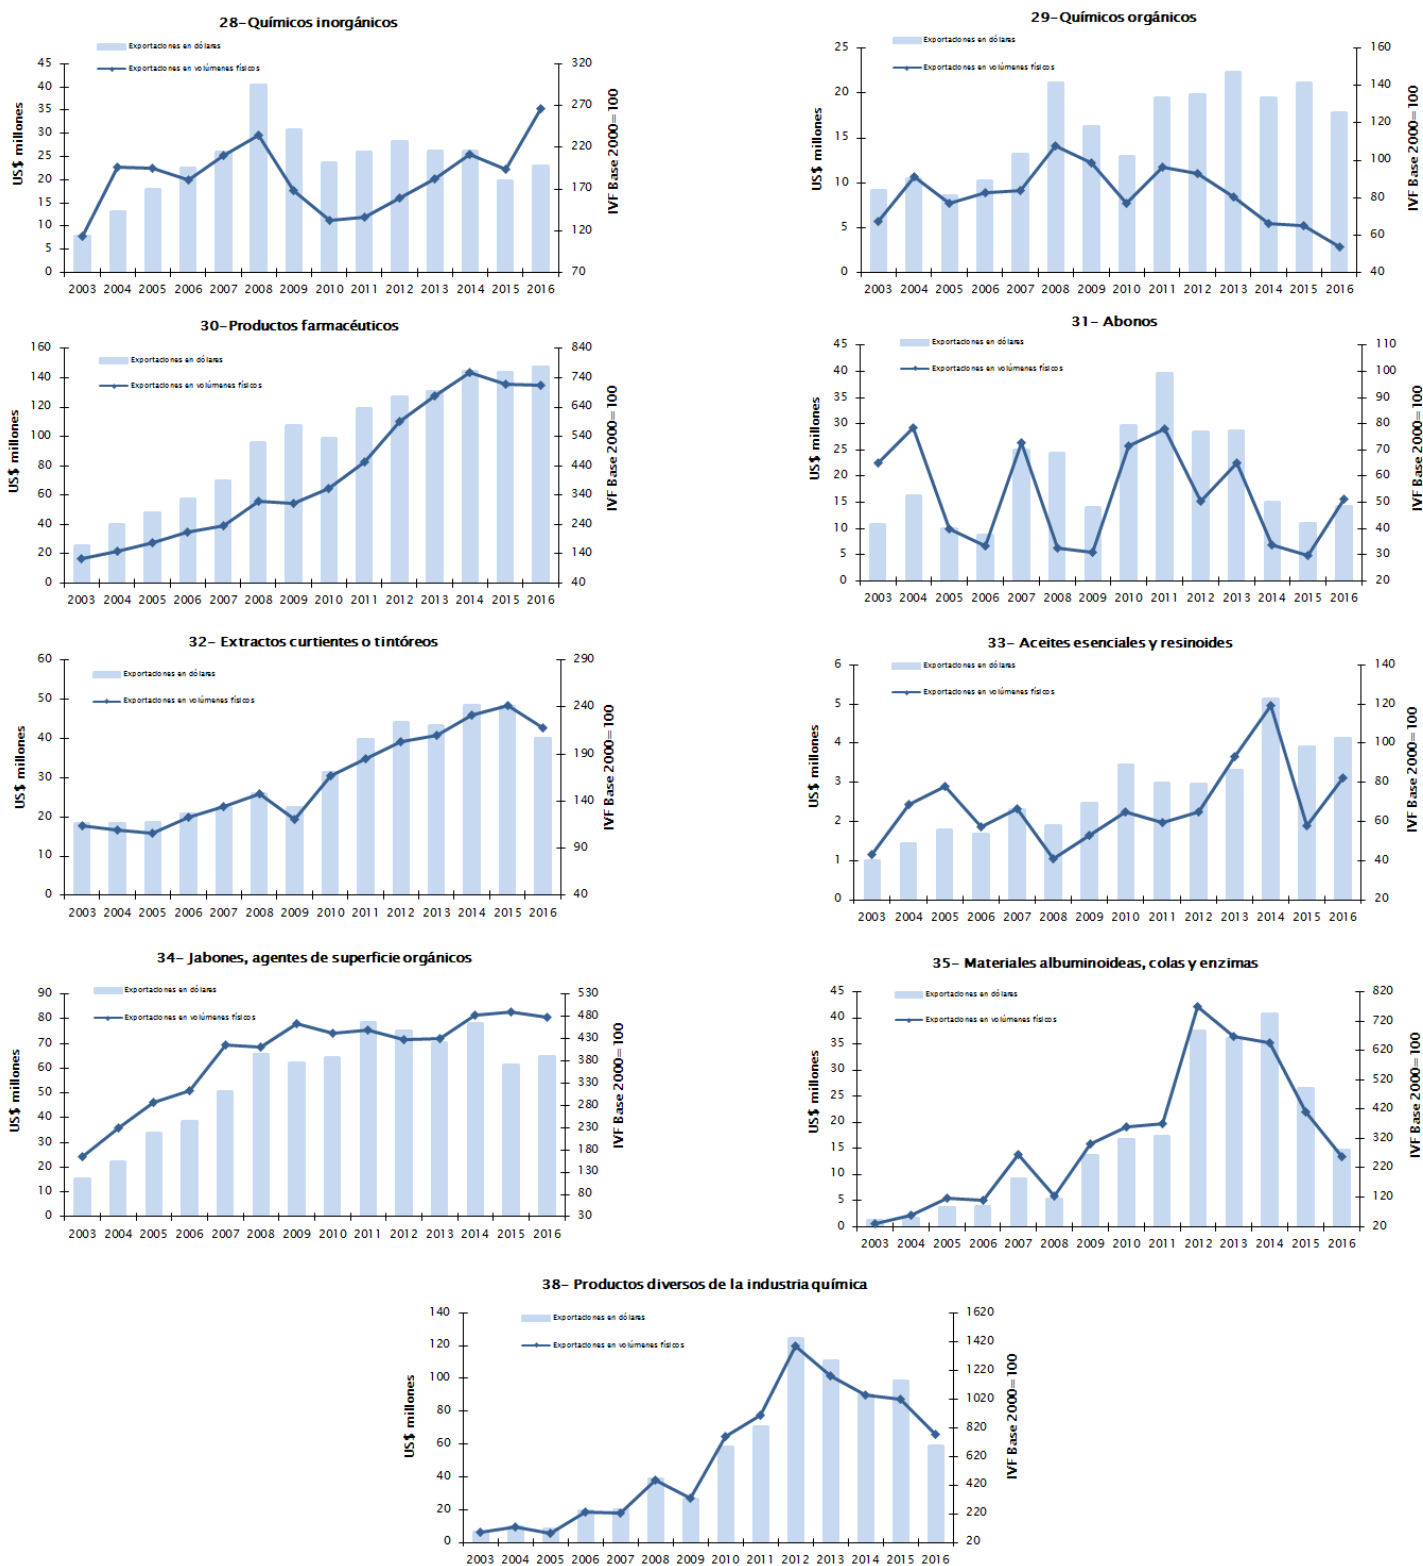 28-Químicos inorgánicos
Exportaciones en dólares
Exportaciones en volúmenes físicos
US$ millones
45
40
35
30
25
20
15
10
5
0
320
270
220
170
120
70
IVF Base 2000=100
2003 2004 2005 2006 2007 2008 2009 2010 2011 2012 2013 2014 2015 2016
29-Químicos orgánicos
Exportaciones en dólares
Exportaciones en volúmenes físicos
US$ millones
25
20
15
10
5
0
160
140
120
100
80
60
40
IVF Base 2000=100
2003 2004 2005 2006 2007 2008 2009 2010 2011 2012 2013 2014 2015 2016
30-Productos farmacéuticos
Exportaciones en dólares
Exportaciones en volúmenes físicos
US$ millones
160
140
120
100
80
60
40
20
0
840
740
640
540
440
340
240
140
40
IVF Base 2000=100
2003 2004 2005 2006 2007 2008 2009 2010 2011 2012 2013 2014 2015 2016
31- Abonos
Exportaciones en dólares
Exportaciones en volúmenes físicos
US$ millones
45
40
35
30
25
20
15
10
5
0
110
100
90
80
70
60
50
40
30
20
IVF Base 2000=100
2003 2004 2005 2006 2007 2008 2009 2010 2011 2012 2013 2014 2015 2016
32- Extractos curtientes o tintóreos
Exportaciones en dólares
Exportaciones en volúmenes físicos
US$ millones
60
50
40
30
20
10
0
290
240
190
140
90
40
IVF Base 2000=100
2003 2004 2005 2006 2007 2008 2009 2010 2011 2012 2013 2014 2015 2016
33- Aceites esenciales y resinoides
Exportaciones en dólares
Exportaciones en volúmenes físicos
US$ millones
6
5
4
3
2
1
0
140
120
100
80
60
40
20
IVF Base 2000=100
2003 2004 2005 2006 2007 2008 2009 2010 2011 2012 2013 2014 2015 2016
34- Jabones, agentes de superficie orgánicos
Exportaciones en dólares
Exportaciones en volúmenes físicos
US$ millones
90
80
70
60
50
40
30
20
10
0
530
480
430
380
330
280
230
180
130
80
30
IVF Base 2000=100
2003 2004 2005 2006 2007 2008 2009 2010 2011 2012 2013 2014 2015 2016
35- Materiales albuminoideas, colas y enzimas
Exportaciones en dólares
Exportaciones en volúmenes físicos
US$ millones
45
40
35
30
25
20
15
10
5
0
820
720
620
520
420
320
220
120
20
IVF Base 2000=100
2003 2004 2005 2006 2007 2008 2009 2010 2011 2012 2013 2014 2015 2016
38- Productos diversos de la industria química
Exportaciones en dólares
Exportaciones en volúmenes físicos
US$ millones
140
120
100
80
60
40
20
0
1620
1420
1220
1020
820
620
420
220
20
IVF Base 2000=100
2003 2004 2005 2006 2007 2008 2009 2010 2011 2012 2013 2014 2015 2016